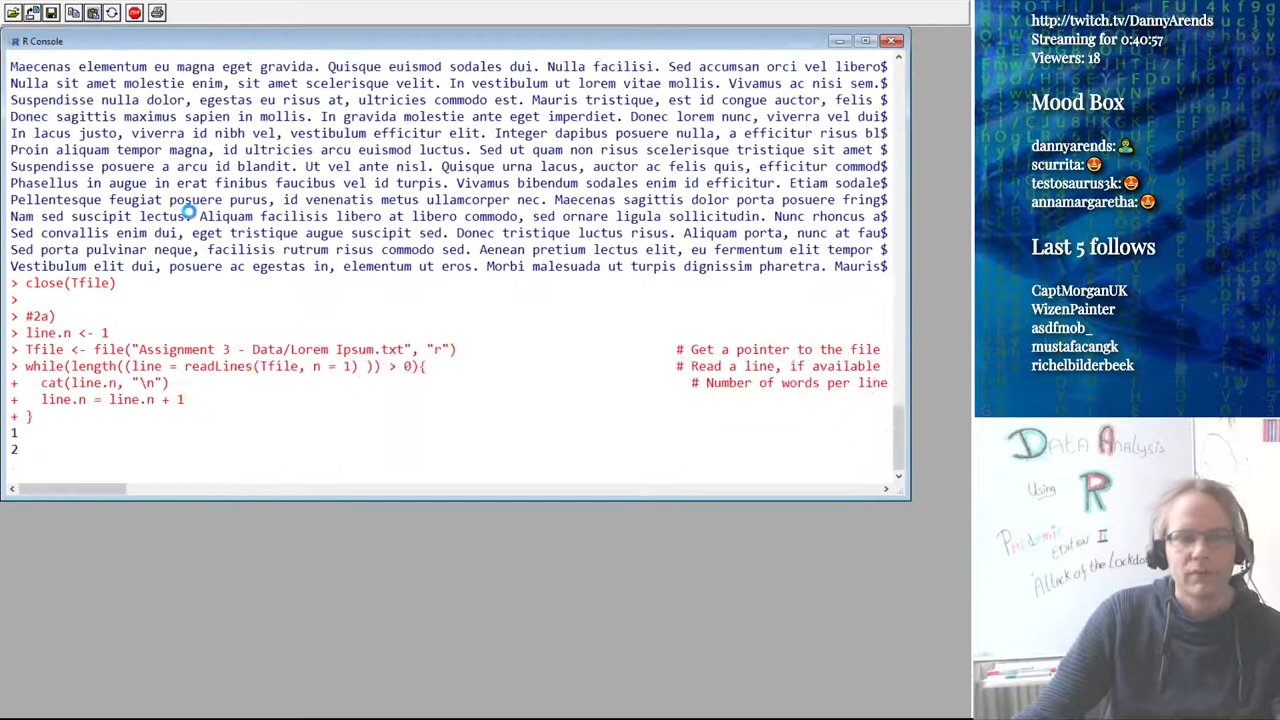 R Console
Maecenas elementum eu magna eget gravida. Quisque euismod sodales dui. Nulla facilisi. Sed accumsan orci vel libero$
Nulla sit amet molestie enim, sit amet scelerisque velit. In vestibulum ut lorem vitae mollis. Vivamus ac nisi sem.$
Suspendisse nulla dolor, egestas eu risus at, ultricies commodo est. Mauris tristique, est id congue auctor, felis $
Donec sagittis maximus sapien in mollis. In gravida molestie ante eget imperdiet. Donec lorem nunc, viverra vel dui$
In lacus justo, viverra id nibh vel, vestibulum efficitur elit. Integer dapibus posuere nulla, a efficitur risus bl$
Proin aliquam tempor magna, id ultricies arcu euismod luctus. Sed ut quam non risus scelerisque tristique sit amet $
Suspendisse posuere a arcu id blandit. Ut vel ante nisl. Quisque urna lacus, auctor ac felis quis, efficitur commod$
Phasellus in augue in erat finibus faucibus vel id turpis. Vivamus bibendum sodales enim id efficitur. Etiam sodale$
Pellentesque feugiat posuere purus, id venenatis metus ullamcorper nec. Maecenas sagittis dolor porta posuere fring$
Nam sed suscipit lectus. Aliquam facilisis libero at libero commodo, sed ornare ligula sollicitudin. Nunc rhoncus a$
Sed convallis enim dui, eget tristique augue suscipit sed. Donec tristique luctus risus. Aliquam porta, nunc at fau$
Sed porta pulvinar neque, facilisis rutrum risus commodo sed. Aenean pretium lectus elit, eu fermentum elit tempor $
Vestibulum elit dui, posuere ac egestas in, elementum ut eros. Morbi malesuada ut turpis dignissim pharetra. Mauris$
> close(Tfile)
>
> #2a)
> line.n <- 1
> Tfile <- file("Assignment 3 - Data/Lorem Ipsum.txt", "r") # Get a pointer to the file
> while(length((line = readLines(Tfile, n = 1) )) > 0){ # Read a line, if available
+ cat(line.n, "\n") # Number of words per line
+ line.n = line.n + 1
+ }
1
2
http://twitch.tv/DannyArends
Streaming for 0:40:57
Viewers: 18
Mood Box
dannyarends:
scurrita:
testosaurus3k:
annamargaretha:
Last 5 follows
CaptMorganUK
WizenPainter
asdfmob_
mustafacangk
richelbilderbeek
Data Analysis
Using
R
Pandemic
Edition II
Attack of the Lockdo